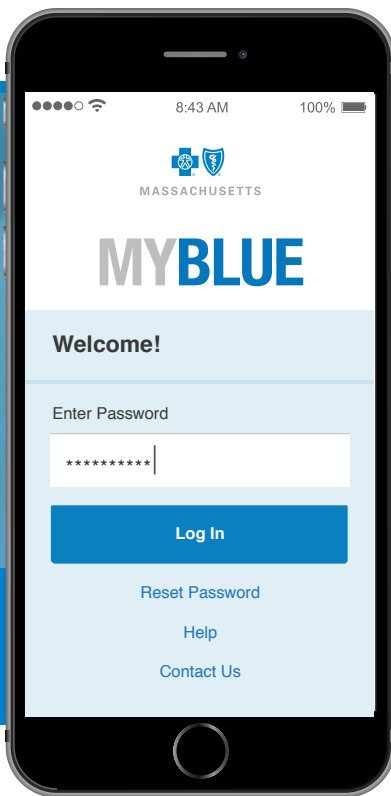 8:43 AM 100%
MASSACHUSETTS
MYBLUE
Welcome!
Enter Password
**********
Log In
Reset Password
Help
Contact Us